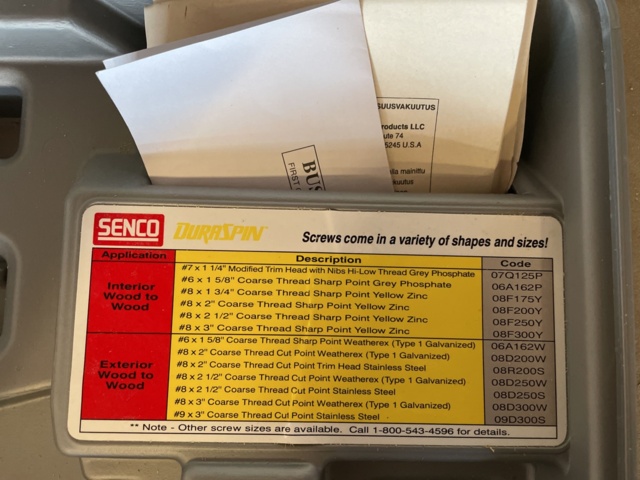 SUUSVAKUUTUS
roducts LLC
ute 74
5245 U.S.A
la mainittu
kuutus
BUS
FIRST C
SENCO DURASPIN Screws come in a variety of shapes and sizes!
Application Description Code
Interior Wood to Wood
#7 x 1 1/4" Modified Trim Head with Nibs Hi-Low Thread Grey Phosphate 07Q125P
#6 x 1 5/8" Coarse Thread Sharp Point Grey Phosphate 06A162P
#8 x 1 3/4" Coarse Thread Sharp Point Yellow Zinc 08F175Y
#8 x 2" Coarse Thread Sharp Point Yellow Zinc 08F200Y
#8 x 2 1/2" Coarse Thread Sharp Point Yellow Zinc 08F250Y
#8 x 3" Coarse Thread Sharp Point Yellow Zinc 08F300Y
Exterior Wood to Wood
#6 x 1 5/8" Coarse Thread Sharp Point Weatherex (Type 1 Galvanized) 06A162W
#8 x 2" Coarse Thread Cut Point Weatherex (Type 1 Galvanized) 08D200W
#8 x 2" Coarse Thread Cut Point Trim Head Stainless Steel 08R200S
#8 x 2 1/2" Coarse Thread Cut Point Weatherex (Type 1 Galvanized) 08D250W
#8 x 2 1/2" Coarse Thread Cut Point Stainless Steel 08D250S
#8 x 3" Coarse Thread Cut Point Weatherex (Type 1 Galvanized) 08D300W
#9 x 3" Coarse Thread Cut Point Stainless Steel 09D300S
** Note - Other screw sizes are available. Call 1-800-543-4596 for details.